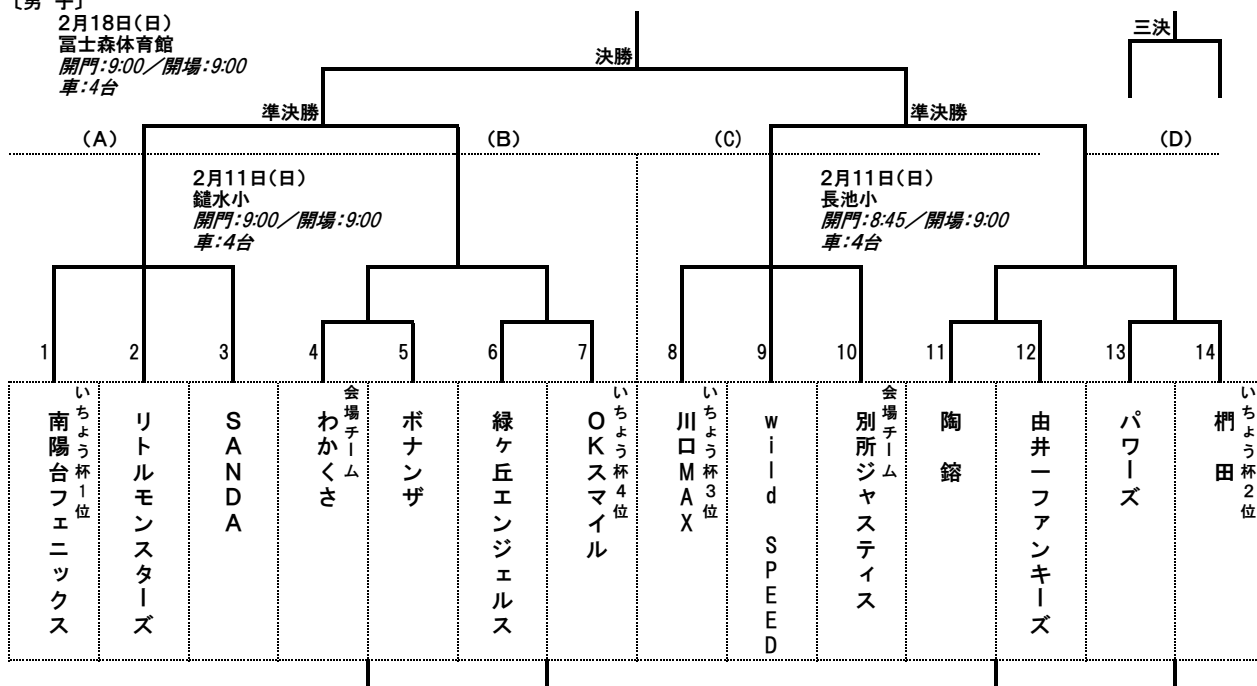 〔男 子〕
2月18日(日)
冨士森体育館
開門:9:00/開場:9:00
車:4台
決勝
三決
準決勝
準決勝
(A)
(B)
(C)
(D)
2月11日(日)
鑓水小
開門:9:00/開場:9:00
車:4台
2月11日(日)
長池小
開門:8:45/開場:9:00
車:4台
1
2
3
4
5
6
7
8
9
10
11
12
13
14
いちょう杯1位
南陽台フェニックス
リトルモンスターズ
SANDA
会場チーム
わかくさ
ボナンザ
緑ケ丘エンジェルス
いちょう杯4位
OKスマイル
いちょう杯3位
川口MAX
wild SPEED
会場チーム
別所ジャスティス
陶 鎔
由井一ファンキーズ
パワーズ
いちょう杯2位
椚 田